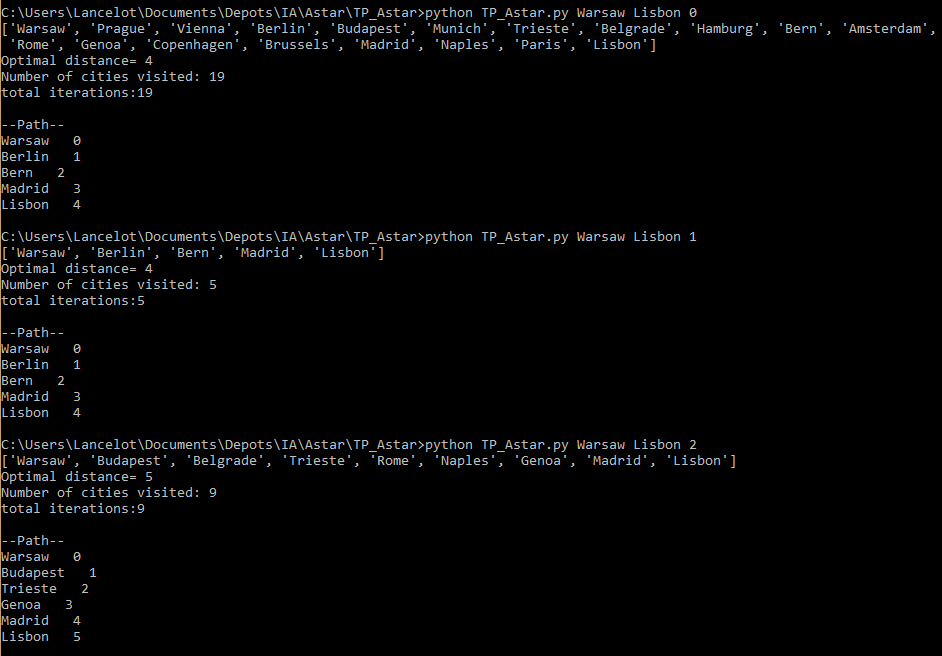 C:\Users\Lancelot\Documents\Depots\IA\Astar\TP_Astar>python TP_Astar.py Warsaw Lisbon 0
['Warsaw', 'Prague', 'Vienna', 'Berlin', 'Budapest', 'Munich', 'Trieste', 'Belgrade', 'Hamburg', 'Bern', 'Amsterdam',
 'Rome', 'Genoa', 'Copenhagen', 'Brussels', 'Madrid', 'Naples', 'Paris', 'Lisbon']
Optimal distance= 4
Number of cities visited: 19
total iterations:19

--Path--
Warsaw   0
Berlin   1
Bern   2
Madrid   3
Lisbon   4

C:\Users\Lancelot\Documents\Depots\IA\Astar\TP_Astar>python TP_Astar.py Warsaw Lisbon 1
['Warsaw', 'Berlin', 'Bern', 'Madrid', 'Lisbon']
Optimal distance= 4
Number of cities visited: 5
total iterations:5

--Path--
Warsaw   0
Berlin   1
Bern   2
Madrid   3
Lisbon   4

C:\Users\Lancelot\Documents\Depots\IA\Astar\TP_Astar>python TP_Astar.py Warsaw Lisbon 2
['Warsaw', 'Budapest', 'Belgrade', 'Trieste', 'Rome', 'Naples', 'Genoa', 'Madrid', 'Lisbon']
Optimal distance= 5
Number of cities visited: 9
total iterations:9

--Path--
Warsaw   0
Budapest   1
Trieste   2
Genoa   3
Madrid   4
Lisbon   5